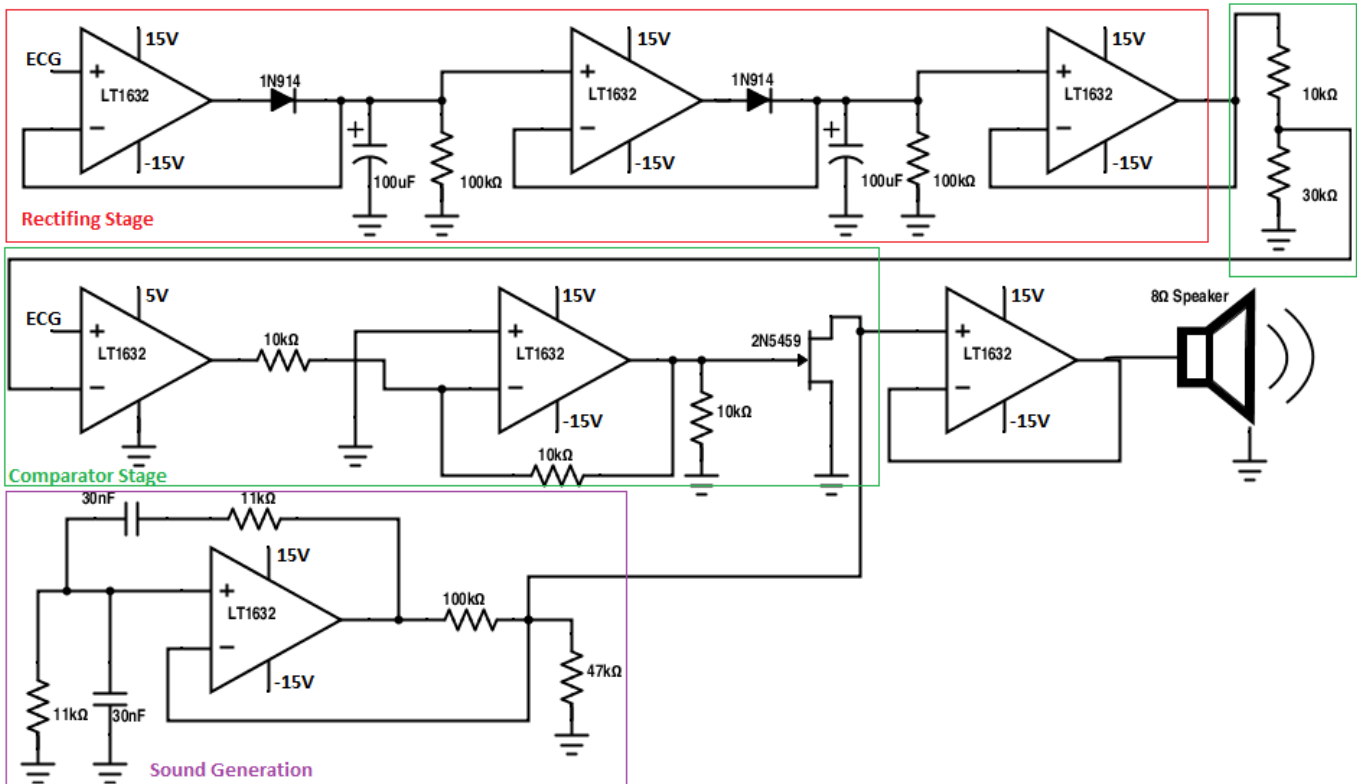 15V
15V
15V
ECG
1N914
1N914
+
LT1632
−
+
LT1632
−
+
LT1632
−
10kΩ
+
+
-15V
-15V
-15V
100uF
100kΩ
100uF
100kΩ
30kΩ
Rectifing Stage
5V
15V
15V
8Ω Speaker
ECG
+
LT1632
−
10kΩ
+
LT1632
−
2N5459
+
LT1632
−
-15V
10kΩ
-15V
10kΩ
Comparator Stage
30nF
11kΩ
15V
+
LT1632
−
100kΩ
-15V
47kΩ
11kΩ
30nF
Sound Generation